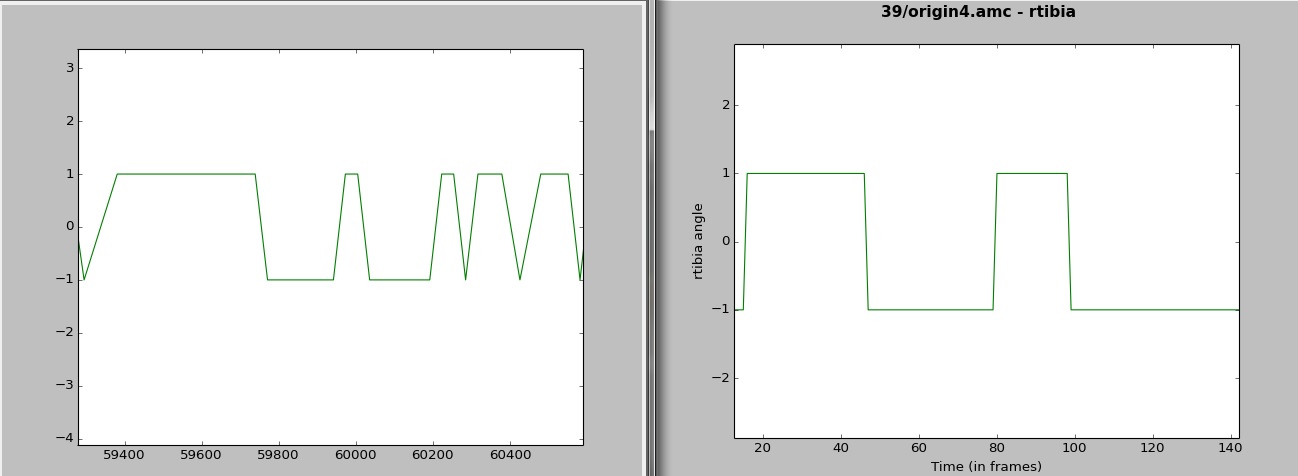 3
2
1
0
−1
−2
−3
−4
59400 59600 59800 60000 60200 60400
39/origin4.amc - rtibia
rtibia angle
2
1
0
−1
−2
20 40 60 80 100 120 140
Time (in frames)